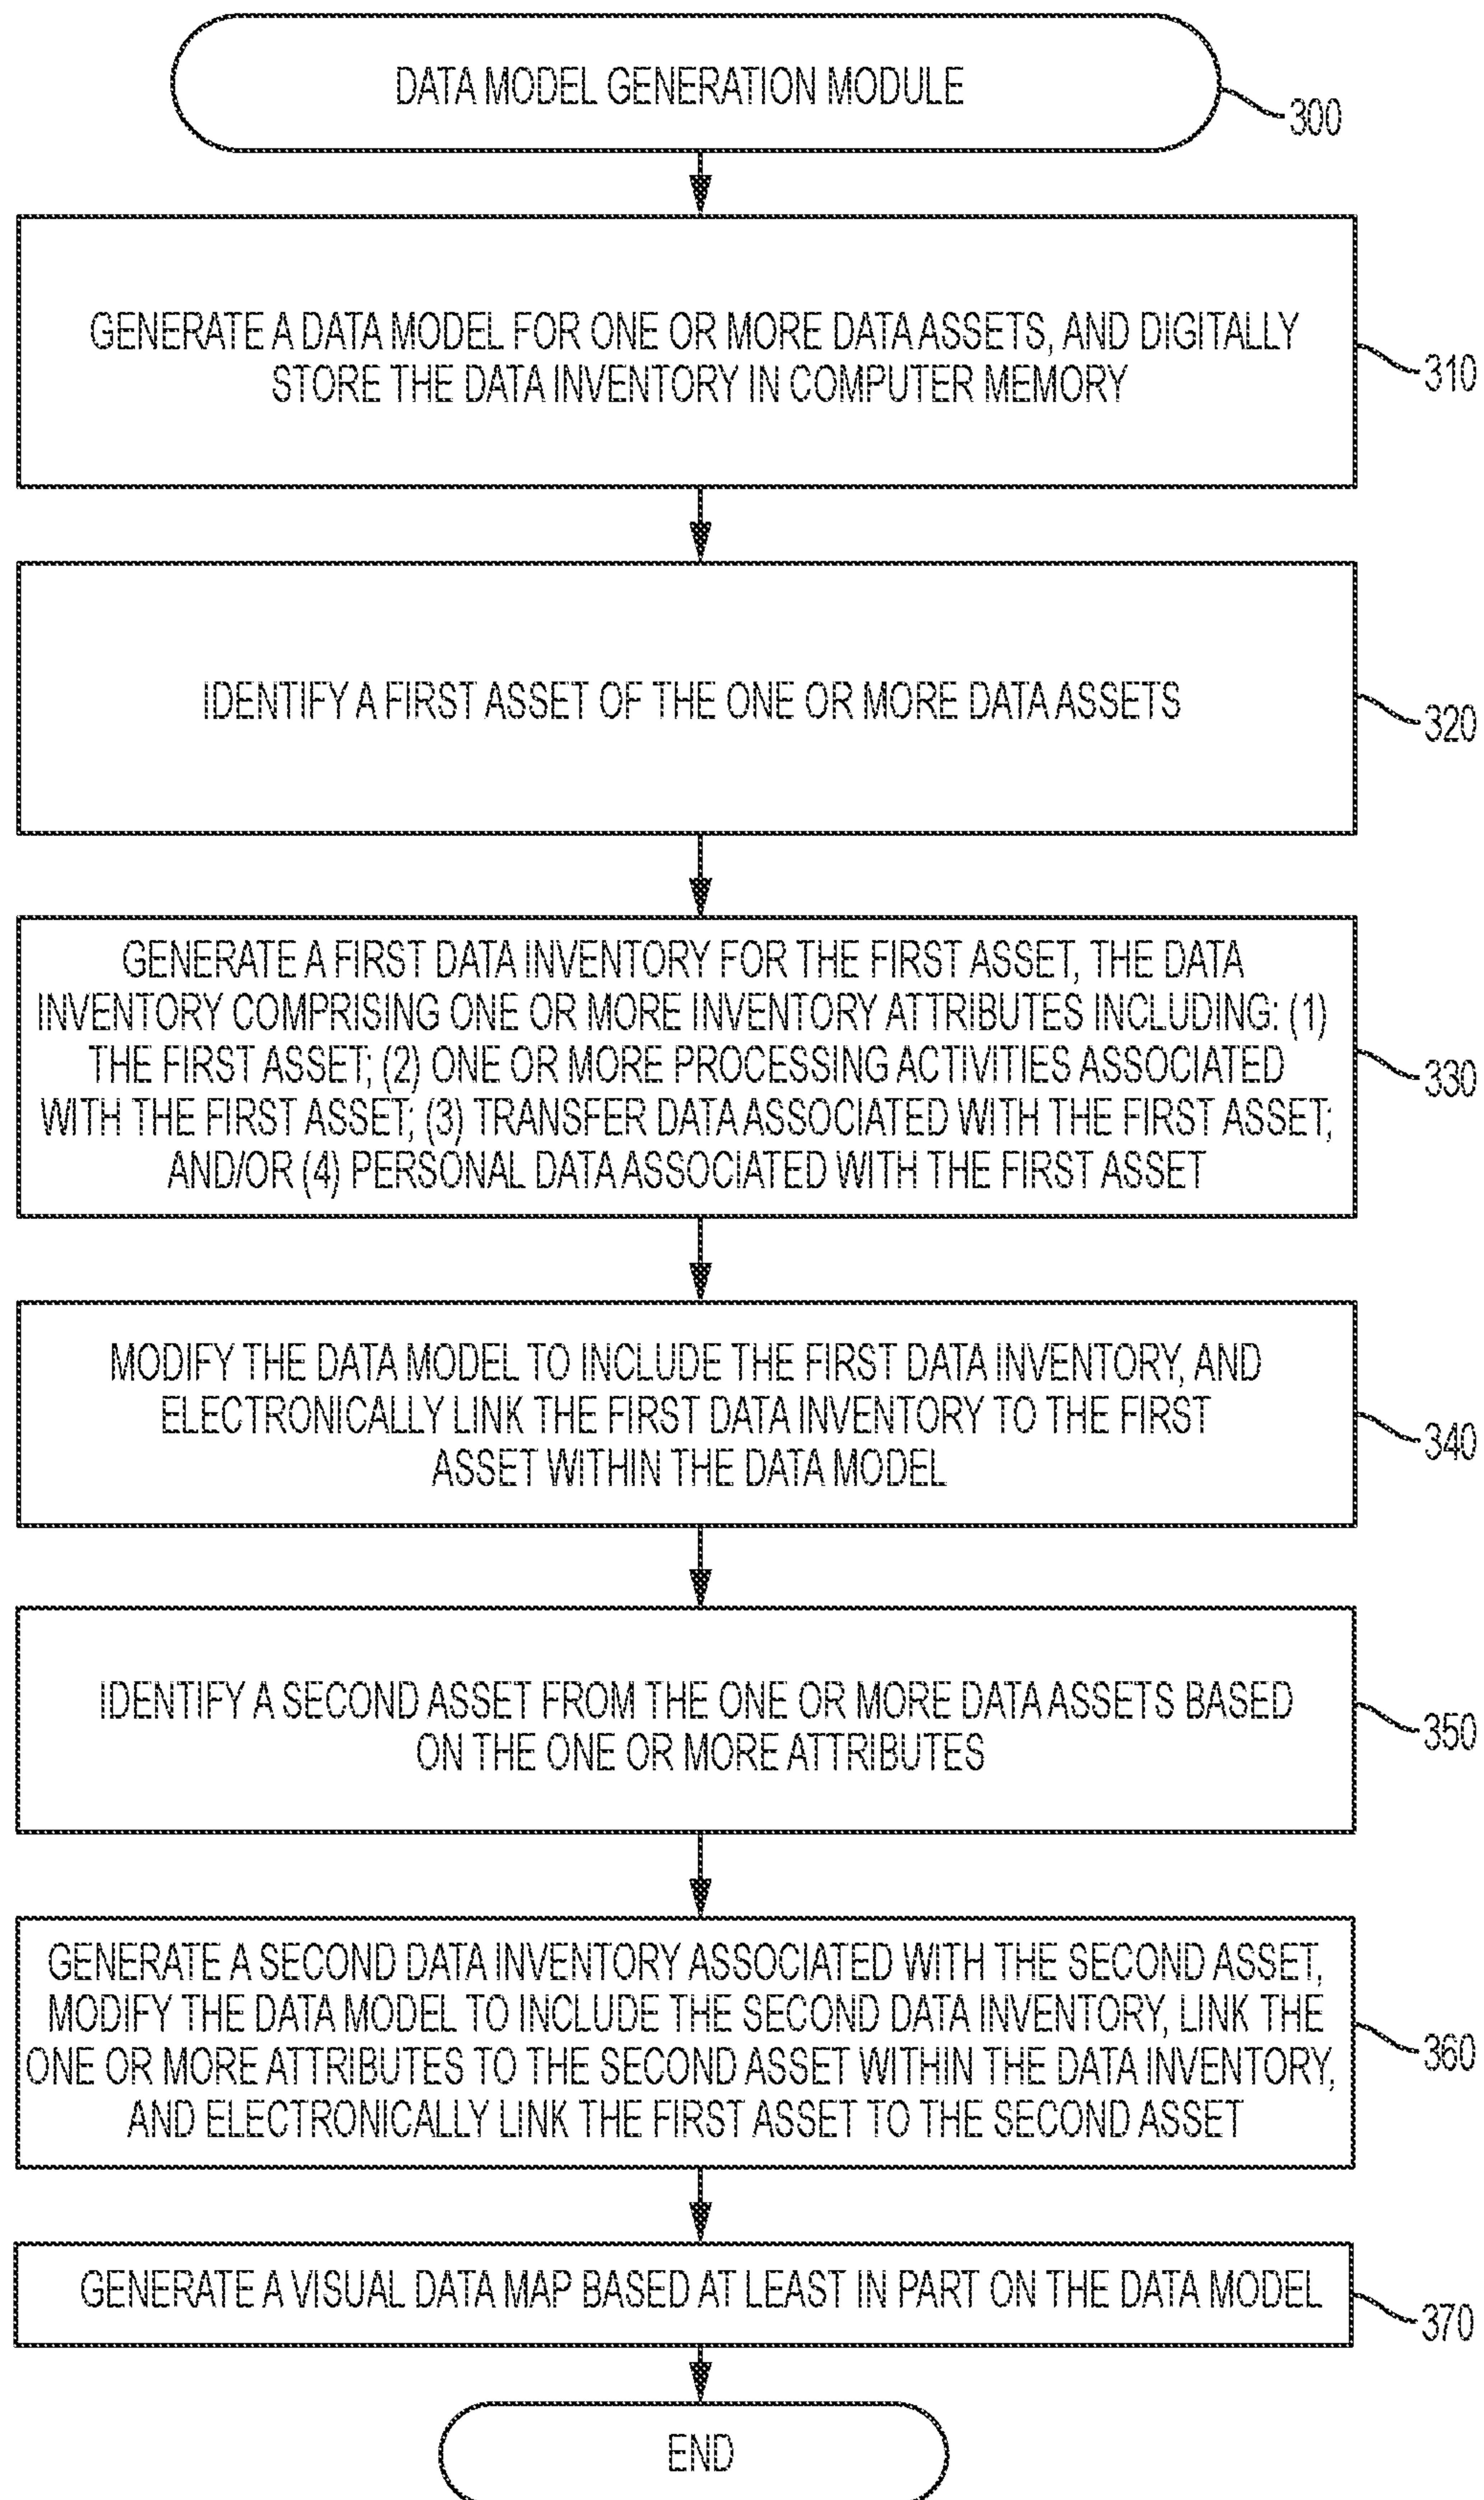 DATA MODEL GENERATION MODULE
300
GENERATE A DATA MODEL FOR ONE OR MORE DATA ASSETS, AND DIGITALLY
STORE THE DATA INVENTORY IN COMPUTER MEMORY
310
IDENTIFY A FIRST ASSET OF THE ONE OR MORE DATA ASSETS
320
GENERATE A FIRST DATA INVENTORY FOR THE FIRST ASSET, THE DATA
INVENTORY COMPRISING ONE OR MORE INVENTORY ATTRIBUTES INCLUDING: (1)
THE FIRST ASSET; (2) ONE OR MORE PROCESSING ACTIVITIES ASSOCIATED
WITH THE FIRST ASSET; (3) TRANSFER DATA ASSOCIATED WITH THE FIRST ASSET;
AND/OR (4) PERSONAL DATA ASSOCIATED WITH THE FIRST ASSET
330
MODIFY THE DATA MODEL TO INCLUDE THE FIRST DATA INVENTORY, AND
ELECTRONICALLY LINK THE FIRST DATA INVENTORY TO THE FIRST
ASSET WITHIN THE DATA MODEL
340
IDENTIFY A SECOND ASSET FROM THE ONE OR MORE DATA ASSETS BASED
ON THE ONE OR MORE ATTRIBUTES
350
GENERATE A SECOND DATA INVENTORY ASSOCIATED WITH THE SECOND ASSET,
MODIFY THE DATA MODEL TO INCLUDE THE SECOND DATA INVENTORY, LINK THE
ONE OR MORE ATTRIBUTES TO THE SECOND ASSET WITHIN THE DATA INVENTORY,
AND ELECTRONICALLY LINK THE FIRST ASSET TO THE SECOND ASSET
360
GENERATE A VISUAL DATA MAP BASED AT LEAST IN PART ON THE DATA MODEL
370
END